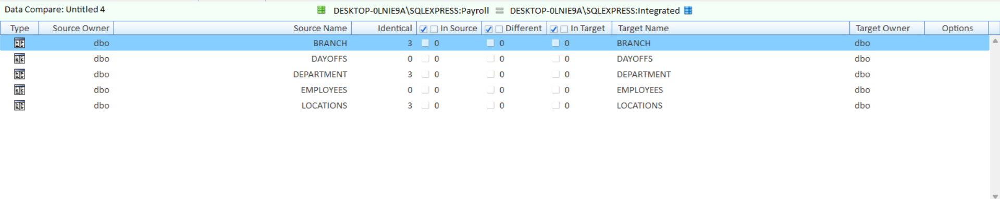 Data Compare: Untitled 4 DESKTOP-0LNIE9A\SQLEXPRESS:Payroll = DESKTOP-0LNIE9A\SQLEXPRESS:Integrated
Type Source Owner Source Name Identical In Source Different In Target Target Name Target Owner Options
dbo BRANCH 3 0 0 0 BRANCH dbo
dbo DAYOFFS 0 0 0 0 DAYOFFS dbo
dbo DEPARTMENT 3 0 0 0 DEPARTMENT dbo
dbo EMPLOYEES 0 0 0 0 EMPLOYEES dbo
dbo LOCATIONS 3 0 0 0 LOCATIONS dbo